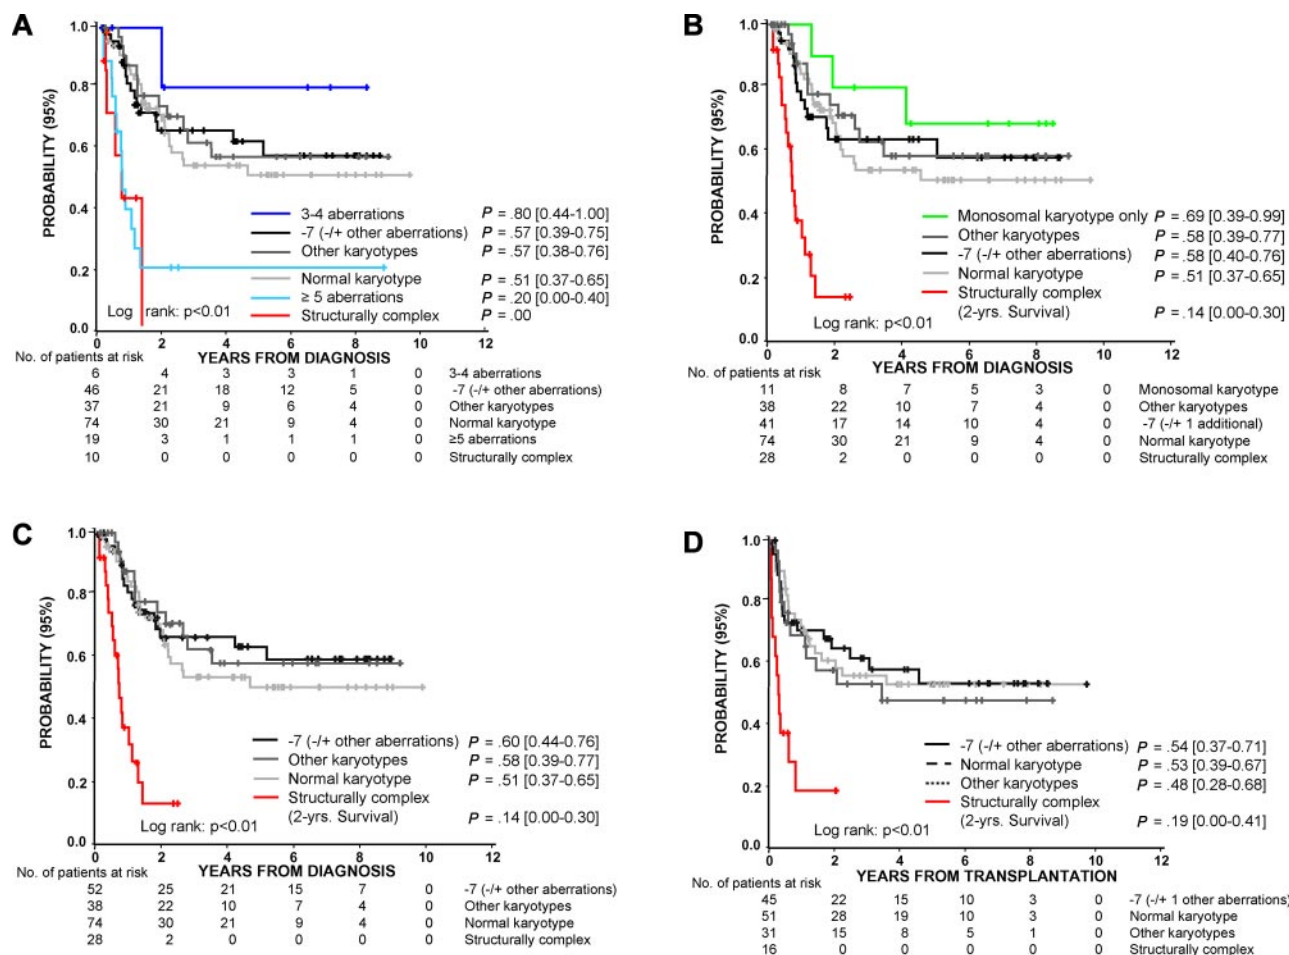 A
PROBABILITY (95%)
1.0
0.8
0.6
0.4
0.2
0.0
3-4 aberrations P = .80 [0.44-1.00]
-7 (-/+ other aberrations) P = .57 [0.39-0.75]
Other karyotypes P = .57 [0.38-0.76]
Normal karyotype P = .51 [0.37-0.65]
≥ 5 aberrations P = .20 [0.00-0.40]
Structurally complex P = .00
Log rank: p<0.01
0 2 4 6 8 10 12
No. of patients at risk YEARS FROM DIAGNOSIS
6 4 3 3 1 0 3-4 aberrations
46 21 18 12 5 0 -7 (-/+ other aberrations)
37 21 9 6 4 0 Other karyotypes
74 30 21 9 4 0 Normal karyotype
19 3 1 1 1 0 ≥5 aberrations
10 0 0 0 0 0 Structurally complex
B
PROBABILITY (95%)
1.0
0.8
0.6
0.4
0.2
0.0
Monosomal karyotype only P = .69 [0.39-0.99]
Other karyotypes P = .58 [0.39-0.77]
-7 (-/+ other aberrations) P = .58 [0.40-0.76]
Normal karyotype P = .51 [0.37-0.65]
Structurally complex
(2-yrs. Survival) P = .14 [0.00-0.30]
Log rank: p<0.01
0 2 4 6 8 10 12
No. of patients at risk YEARS FROM DIAGNOSIS
11 8 7 5 3 0 Monosomal karyotype
38 22 10 7 4 0 Other karyotypes
41 17 14 10 4 0 -7 (-/+ 1 additional)
74 30 21 9 4 0 Normal karyotype
28 2 0 0 0 0 Structurally complex
C
PROBABILITY (95%)
1.0
0.8
0.6
0.4
0.2
0.0
-7 (-/+ other aberrations) P = .60 [0.44-0.76]
Other karyotypes P = .58 [0.39-0.77]
Normal karyotype P = .51 [0.37-0.65]
Structurally complex
(2-yrs. Survival) P = .14 [0.00-0.30]
Log rank: p<0.01
0 2 4 6 8 10 12
No. of patients at risk YEARS FROM DIAGNOSIS
52 25 21 15 7 0 -7 (-/+ other aberrations)
38 22 10 7 4 0 Other karyotypes
74 30 21 9 4 0 Normal karyotype
28 2 0 0 0 0 Structurally complex
D
PROBABILITY (95%)
1.0
0.8
0.6
0.4
0.2
0.0
-7 (-/+ other aberrations) P = .54 [0.37-0.71]
Normal karyotype P = .53 [0.39-0.67]
Other karyotypes P = .48 [0.28-0.68]
Structurally complex
(2-yrs. Survival) P = .19 [0.00-0.41]
Log rank: p<0.01
0 2 4 6 8 10 12
No. of patients at risk YEARS FROM TRANSPLANTATION
45 22 15 10 3 0 -7 (-/+ 1 other aberrations)
51 28 19 10 3 0 Normal karyotype
31 15 8 5 1 0 Other karyotypes
16 0 0 0 0 0 Structurally complex